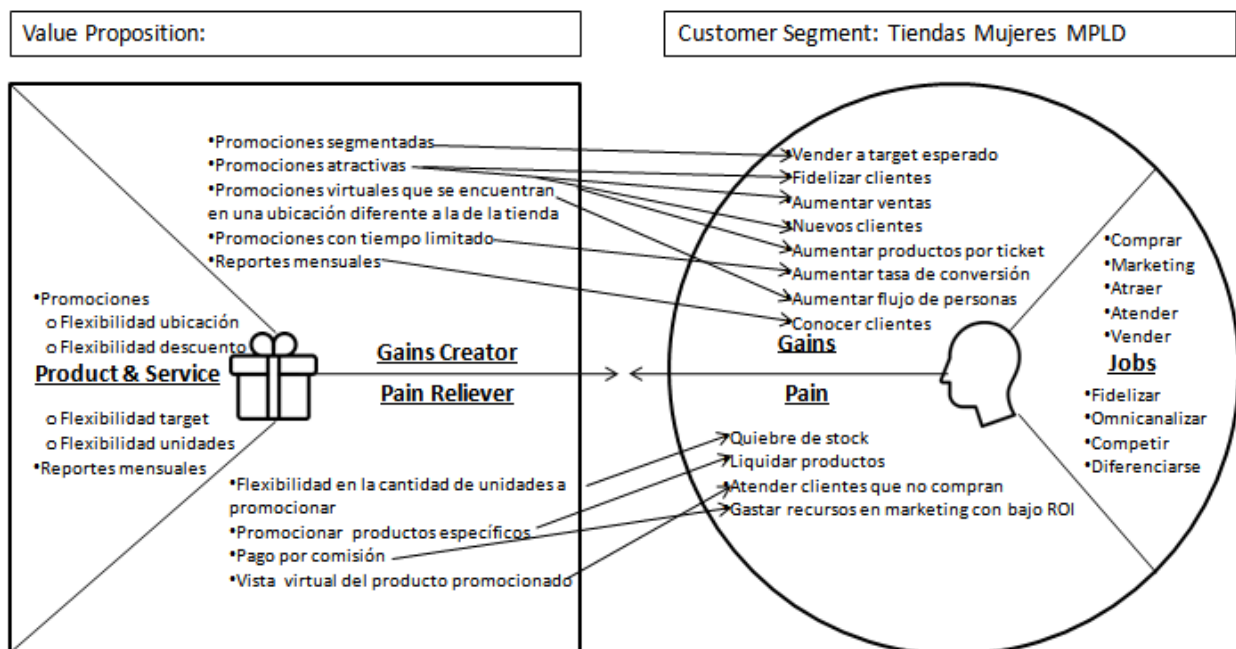 Value Proposition:
Customer Segment: Tiendas Mujeres MPLD
•Promociones segmentadas
•Promociones atractivas
•Promociones virtuales que se encuentran
en una ubicación diferente a la de la tienda
•Promociones con tiempo limitado
•Reportes mensuales
•Promociones
o Flexibilidad ubicación
o Flexibilidad descuento
Product & Service
o Flexibilidad target
o Flexibilidad unidades
•Reportes mensuales
Gains Creator
Pain Reliever
•Flexibilidad en la cantidad de unidades a
promocionar
•Promocionar productos específicos
•Pago por comisión
•Vista virtual del producto promocionado
•Vender a target esperado
•Fidelizar clientes
•Aumentar ventas
•Nuevos clientes
•Aumentar productos por ticket
•Aumentar tasa de conversión
•Aumentar flujo de personas
•Conocer clientes
Gains
Pain
•Quiebre de stock
•Liquidar productos
•Atender clientes que no compran
•Gastar recursos en marketing con bajo ROI
•Comprar
•Marketing
•Atraer
•Atender
•Vender
Jobs
•Fidelizar
•Omnicanalizar
•Competir
•Diferenciarse